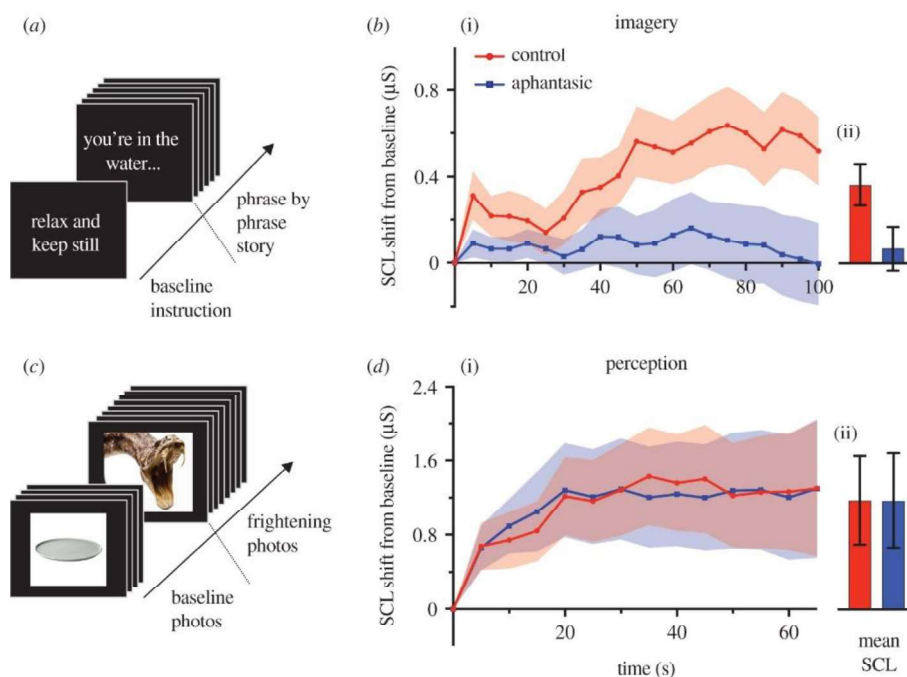 (a)
you're in the
water...
relax and
keep still
phrase by
phrase
story
baseline
instruction
(b)
(i)
imagery
control
aphantasic
SCL shift from baseline (µS)
0.8
0.4
0
20
40
60
80
100
(ii)
(c)
frightening
photos
baseline
photos
(d)
(i)
perception
SCL shift from baseline (µS)
2.4
1.6
0.8
0
20
40
60
time (s)
(ii)
mean
SCL